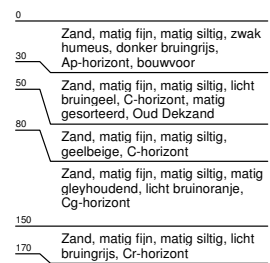 0
Zand, matig fijn, matig siltig, zwak
humeus, donker bruingrijs,
Ap-horizont, bouwvoor
30
Zand, matig fijn, matig siltig, licht
bruingeel, C-horizont, matig
gesorteerd, Oud Dekzand
50
Zand, matig fijn, matig siltig,
geelbeige, C-horizont
80
Zand, matig fijn, matig siltig, matig
gleyhoudend, licht bruinoranje,
Cg-horizont
150
Zand, matig fijn, matig siltig, licht
bruingrijs, Cr-horizont
170